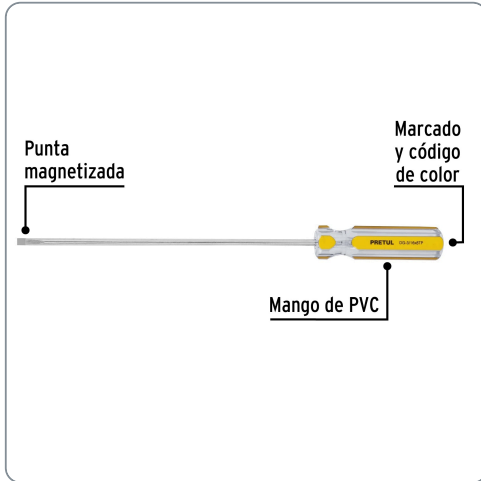 Punta
magnetizada
Marcado
y código
de color
PRETUL
Mango de PVC